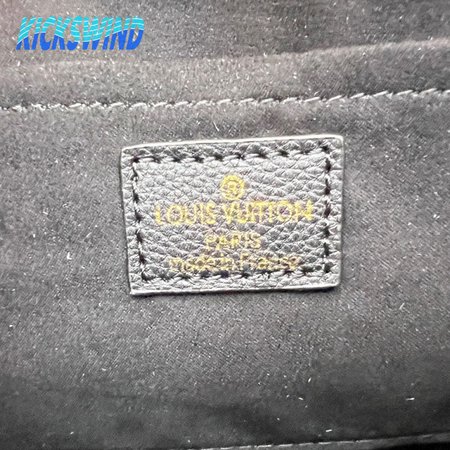 KICKSWIND
®
LOUIS VUITTON
PARIS
made in France